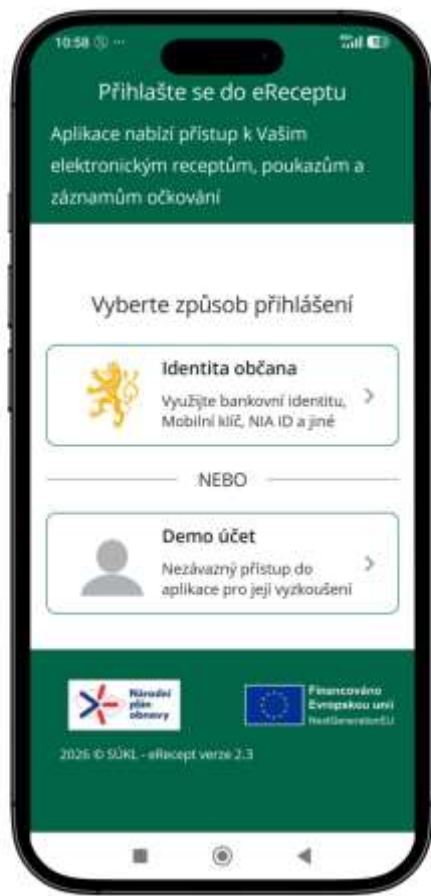 10:58
Přihlašte se do eReceptu
Aplikace nabízí přístup k Vašim
elektronickým receptům, poukazům a
záznamům očkování
Vyberte způsob přihlášení
Identita občana
Využijte bankovní identitu,
Mobilní klíč, NIA ID a jiné
NEBO
Demo účet
Nezávazný přístup do
aplikace pro její vyzkoušení
Národní
plán
obnovy
Financováno
Evropskou unií
NextGenerationEU
2026 © SÚKL - eRecept verze 2.3